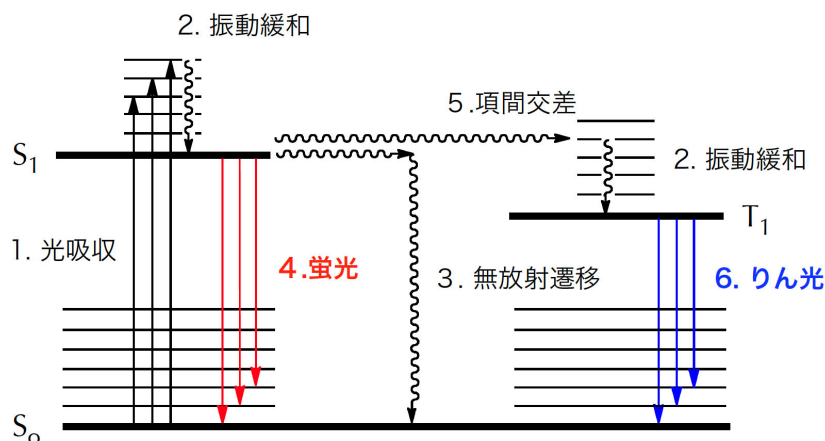 2. 振動緩和
5.項間交差
S1
2. 振動緩和
T1
1. 光吸収
4.蛍光
3. 無放射遷移
6. りん光
S0